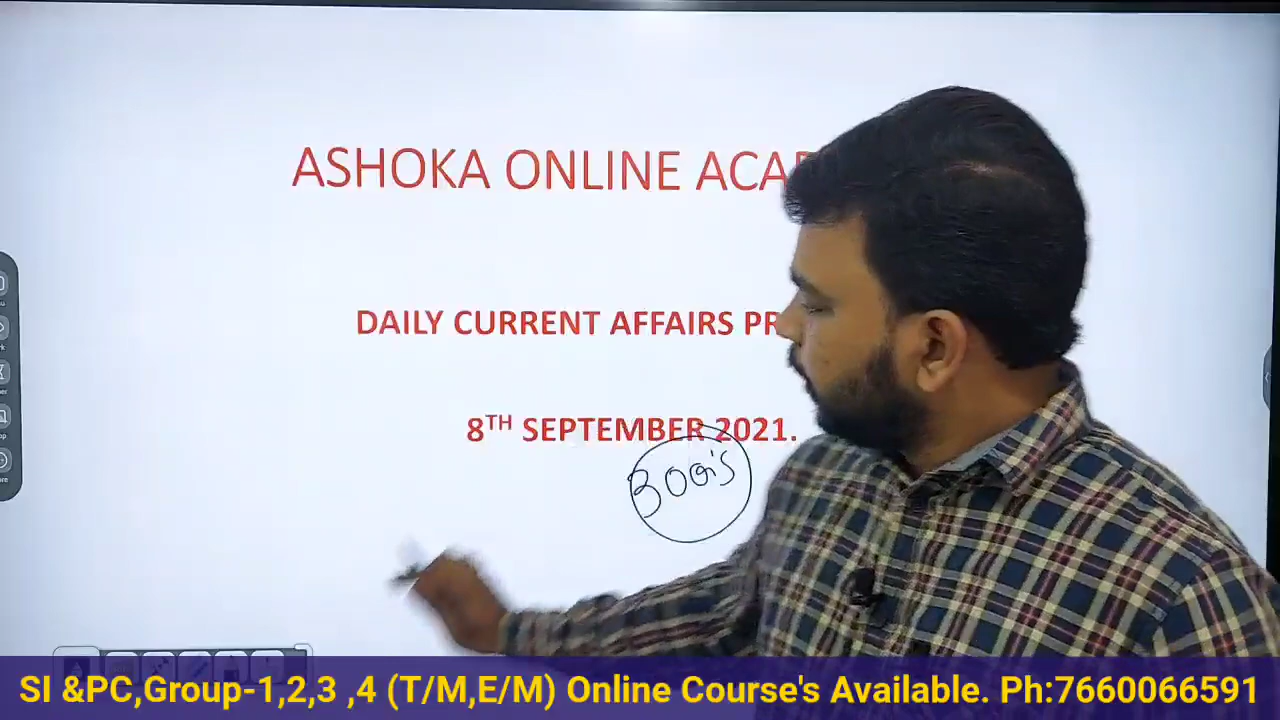 ASHOKA ONLINE ACA
DAILY CURRENT AFFAIRS PR
8TH SEPTEMBER 2021.
SI &PC,Group-1,2,3 ,4 (T/M,E/M) Online Course's Available. Ph:7660066591